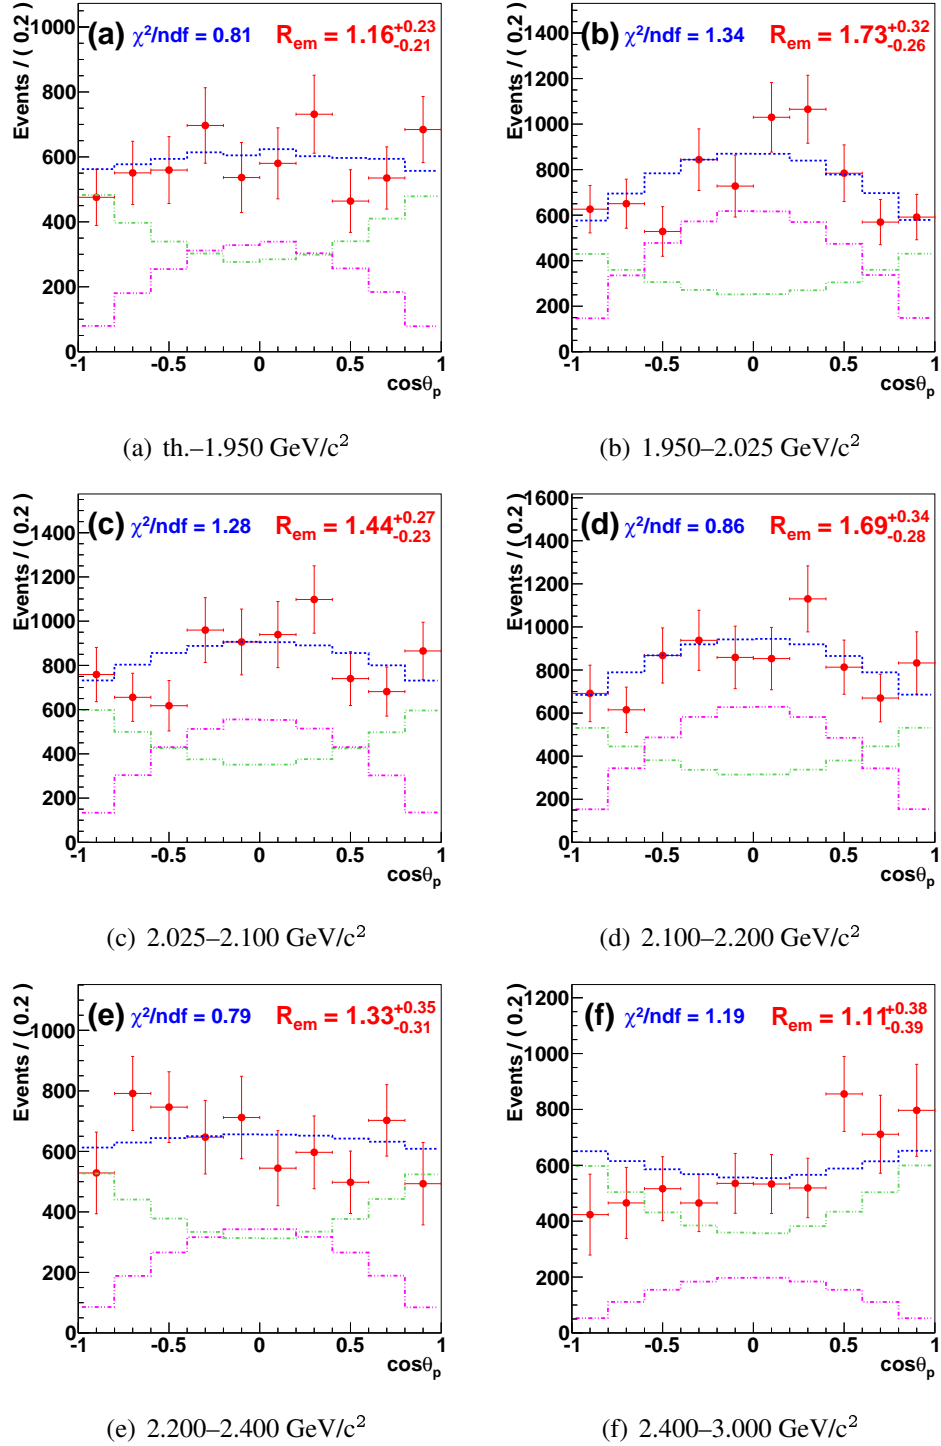 (a) χ²/ndf = 0.81 R_em = 1.16 +0.23 -0.21
Events / ( 0.2 )
1000
800
600
400
200
0
-1 -0.5 0 0.5 1
cosθ_p
(a) th.–1.950 GeV/c²
(b) χ²/ndf = 1.34 R_em = 1.73 +0.32 -0.26
Events / ( 0.2 )
1400
1200
1000
800
600
400
200
0
-1 -0.5 0 0.5 1
cosθ_p
(b) 1.950–2.025 GeV/c²
(c) χ²/ndf = 1.28 R_em = 1.44 +0.27 -0.23
Events / ( 0.2 )
1400
1200
1000
800
600
400
200
0
-1 -0.5 0 0.5 1
cosθ_p
(c) 2.025–2.100 GeV/c²
(d) χ²/ndf = 0.86 R_em = 1.69 +0.34 -0.28
Events / ( 0.2 )
1600
1400
1200
1000
800
600
400
200
0
-1 -0.5 0 0.5 1
cosθ_p
(d) 2.100–2.200 GeV/c²
(e) χ²/ndf = 0.79 R_em = 1.33 +0.35 -0.31
Events / ( 0.2 )
1000
800
600
400
200
0
-1 -0.5 0 0.5 1
cosθ_p
(e) 2.200–2.400 GeV/c²
(f) χ²/ndf = 1.19 R_em = 1.11 +0.38 -0.39
Events / ( 0.2 )
1200
1000
800
600
400
200
0
-1 -0.5 0 0.5 1
cosθ_p
(f) 2.400–3.000 GeV/c²